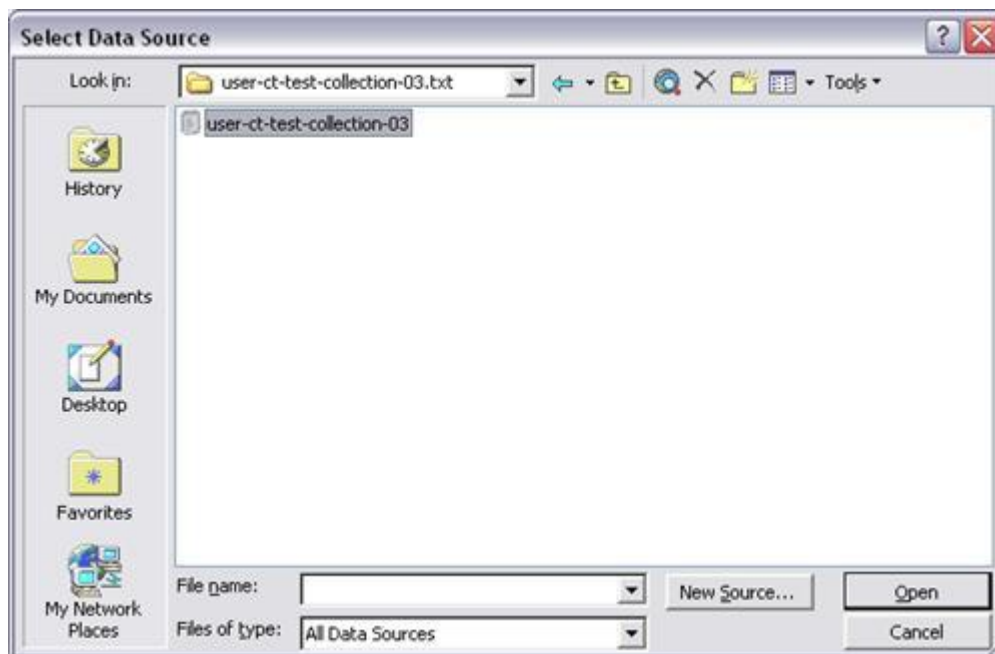 Select Data Source
Look in:
user-ct-test-collection-03.txt
Tools
user-ct-test-collection-03
History
My Documents
Desktop
Favorites
My Network
Places
File name:
New Source...
Open
Files of type:
All Data Sources
Cancel